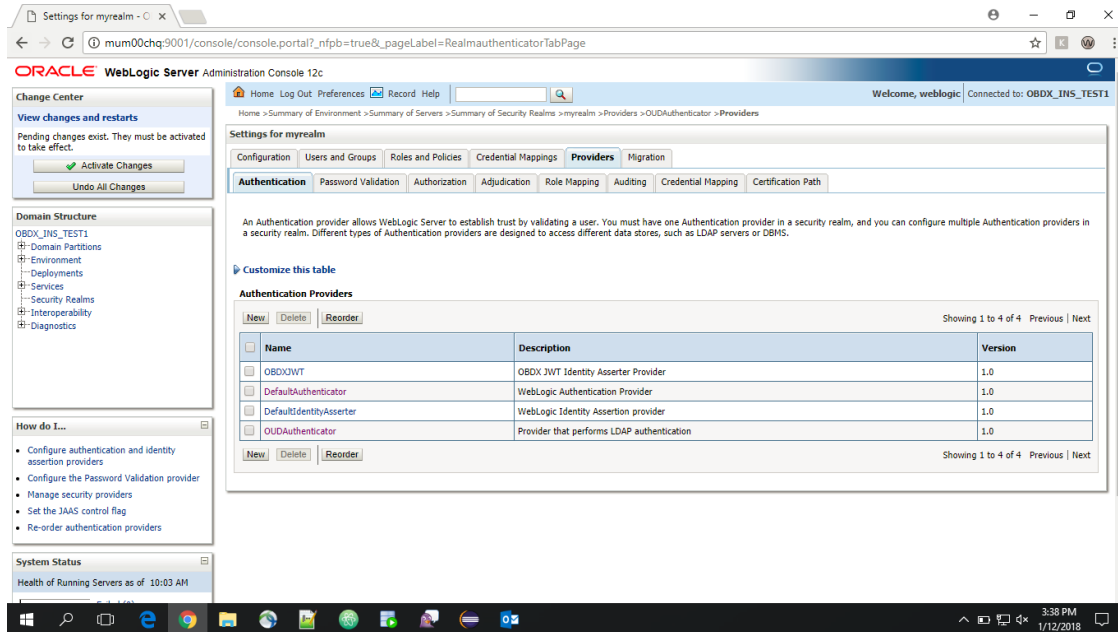 Settings for myrealm - O
mum00chq:9001/console/console.portal?_nfpb=true&_pageLabel=RealmauthenticatorTabPage
K
ORACLE WebLogic Server Administration Console 12c
Change Center
View changes and restarts
Pending changes exist. They must be activated
to take effect.
Activate Changes
Undo All Changes
Domain Structure
OBDX_INS_TEST1
Domain Partitions
Environment
Deployments
Services
Security Realms
Interoperability
Diagnostics
How do I...
Configure authentication and identity
assertion providers
Configure the Password Validation provider
Manage security providers
Set the JAAS control flag
Re-order authentication providers
System Status
Health of Running Servers as of 10:03 AM
Home Log Out Preferences Record Help
Welcome, weblogic Connected to: OBDX_INS_TEST1
Home >Summary of Environment >Summary of Servers >Summary of Security Realms >myrealm >Providers >OUDAuthenticator >Providers
Settings for myrealm
Configuration Users and Groups Roles and Policies Credential Mappings Providers Migration
Authentication Password Validation Authorization Adjudication Role Mapping Auditing Credential Mapping Certification Path
An Authentication provider allows WebLogic Server to establish trust by validating a user. You must have one Authentication provider in a security realm, and you can configure multiple Authentication providers in
a security realm. Different types of Authentication providers are designed to access different data stores, such as LDAP servers or DBMS.
Customize this table
Authentication Providers
New Delete Reorder Showing 1 to 4 of 4 Previous | Next
Name Description Version
OBDXJWT OBDX JWT Identity Asserter Provider 1.0
DefaultAuthenticator WebLogic Authentication Provider 1.0
DefaultIdentityAsserter WebLogic Identity Assertion provider 1.0
OUDAuthenticator Provider that performs LDAP authentication 1.0
New Delete Reorder Showing 1 to 4 of 4 Previous | Next
3:38 PM
1/12/2018